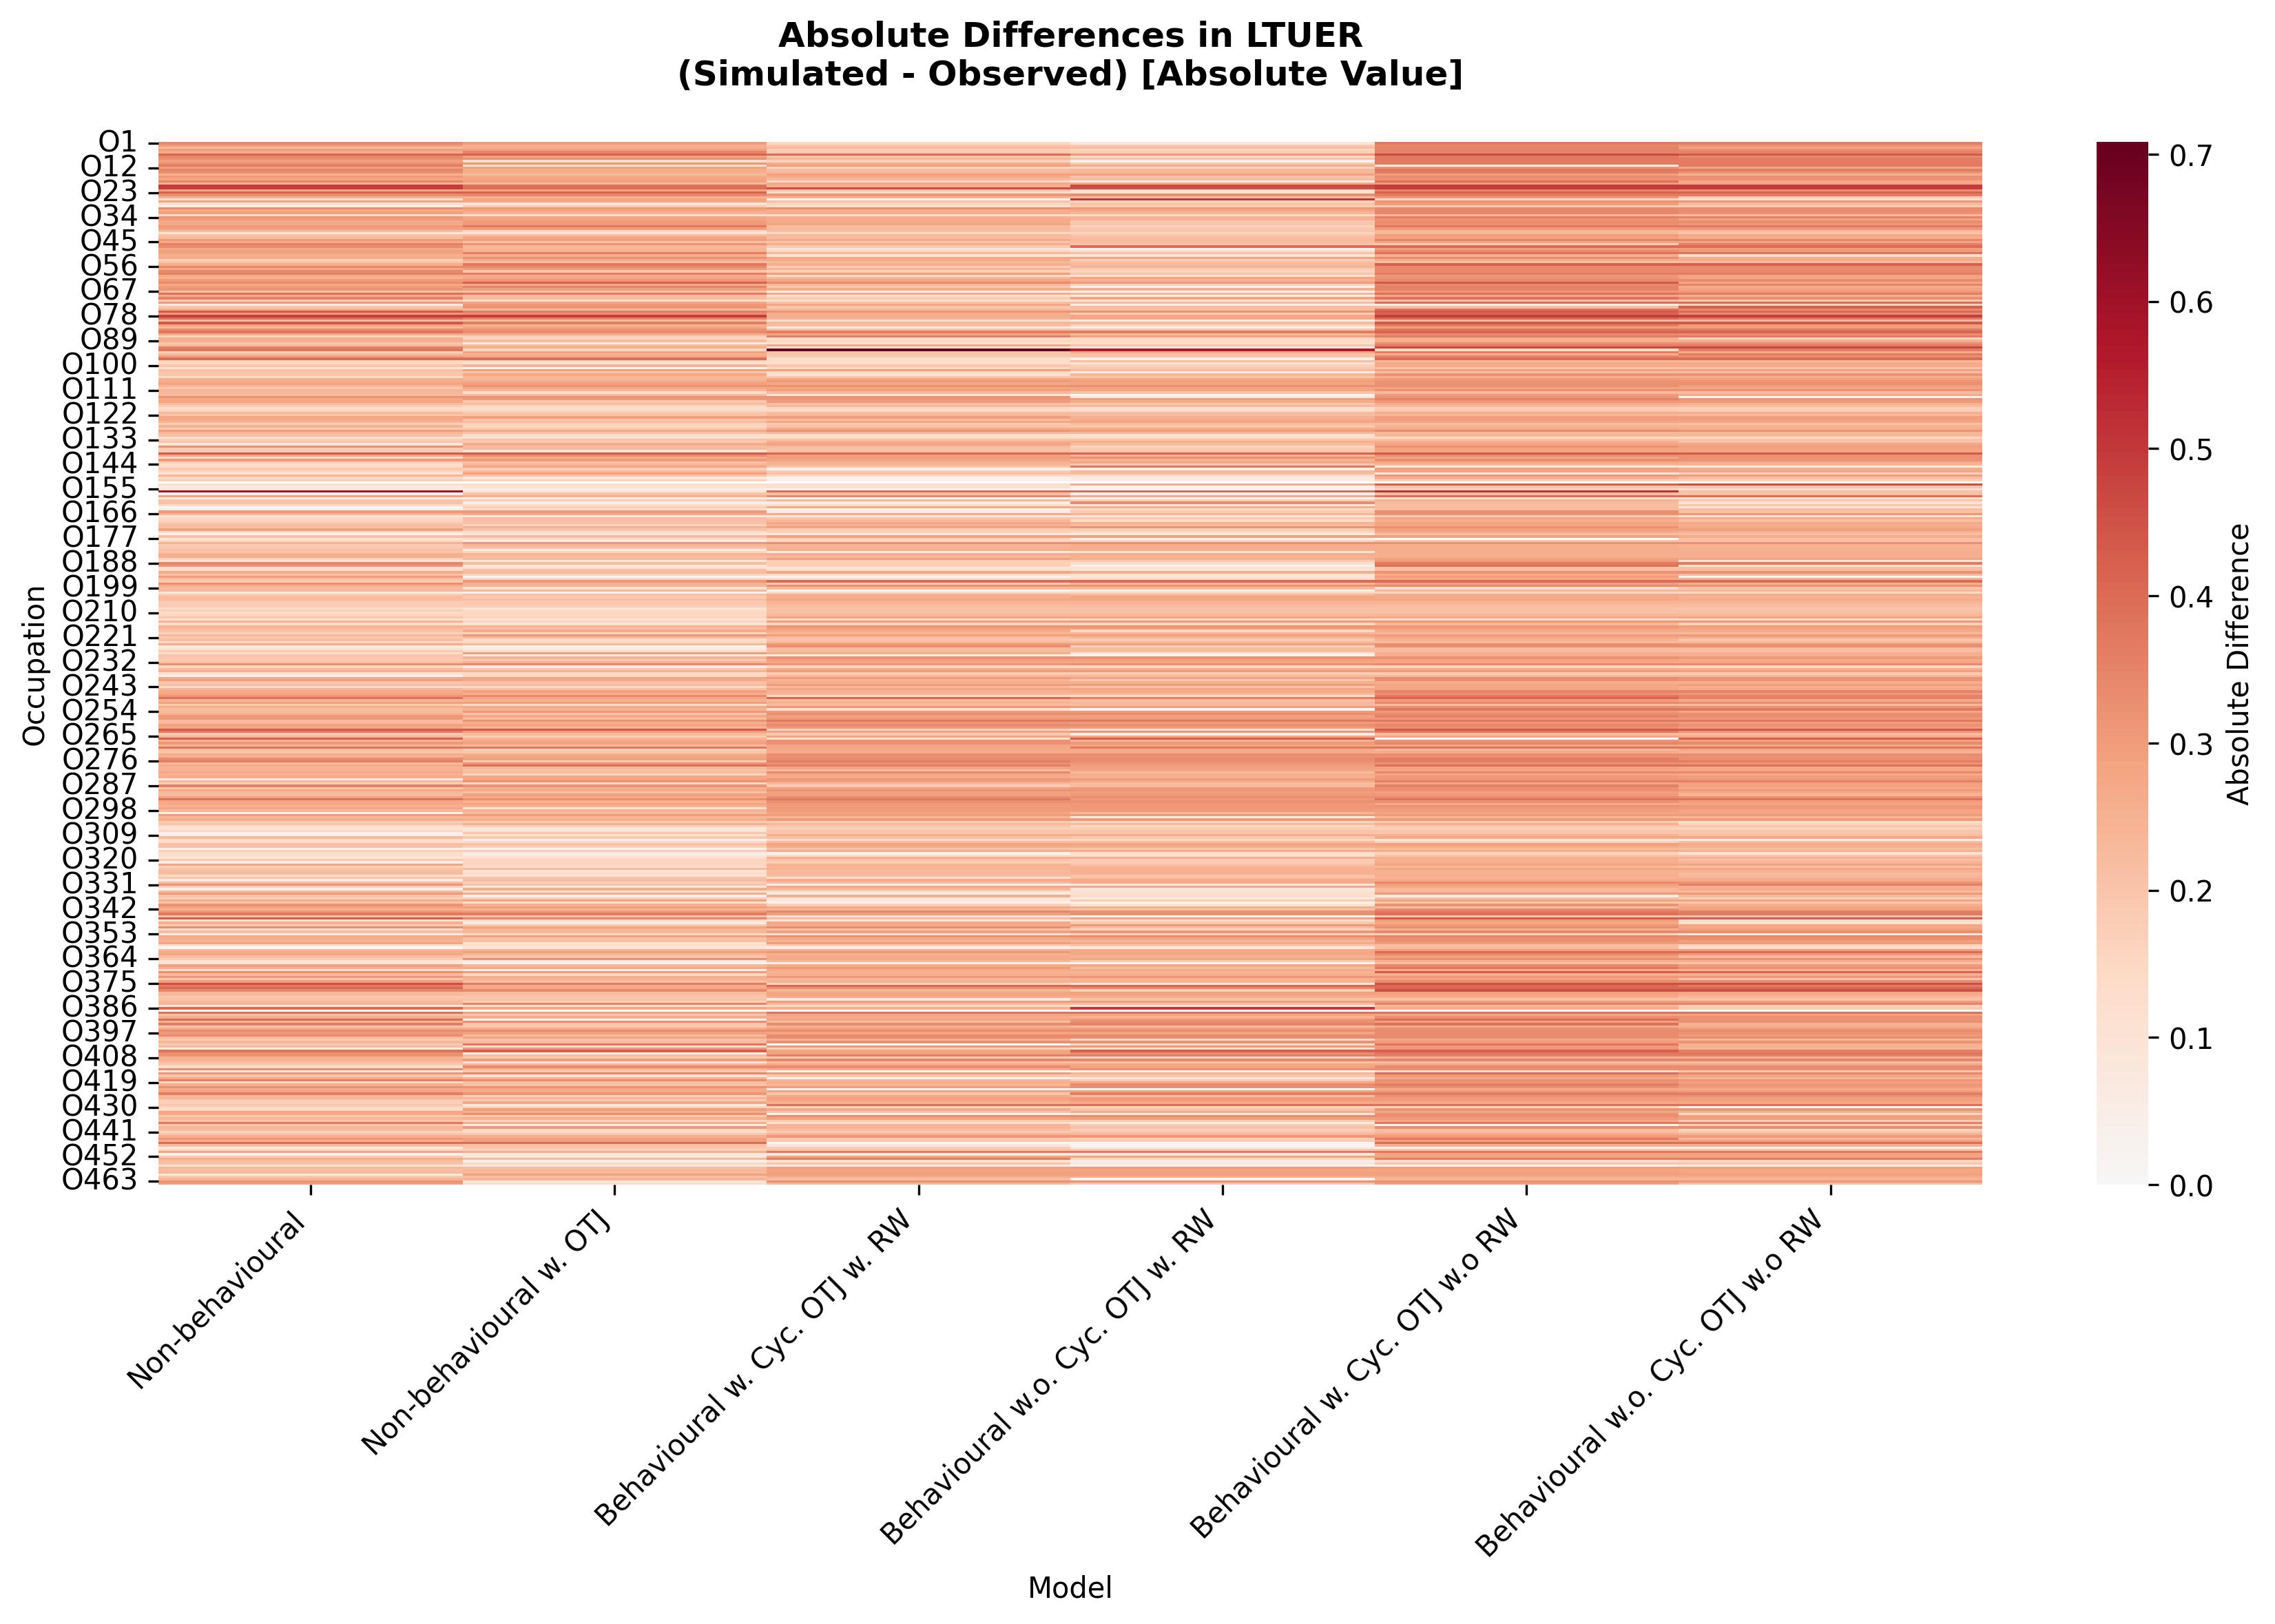 Absolute Differences in LTUER
(Simulated - Observed) [Absolute Value]
Occupation
O1
O12
O23
O34
O45
O56
O67
O78
O89
O100
O111
O122
O133
O144
O155
O166
O177
O188
O199
O210
O221
O232
O243
O254
O265
O276
O287
O298
O309
O320
O331
O342
O353
O364
O375
O386
O397
O408
O419
O430
O441
O452
O463
Non-behavioural
Non-behavioural w. OTJ
Behavioural w. Cyc. OTJ w. RW
Behavioural w.o. Cyc. OTJ w. RW
Behavioural w. Cyc. OTJ w.o RW
Behavioural w.o. Cyc. OTJ w.o RW
Model
0.7
0.6
0.5
0.4
0.3
0.2
0.1
0.0
Absolute Difference